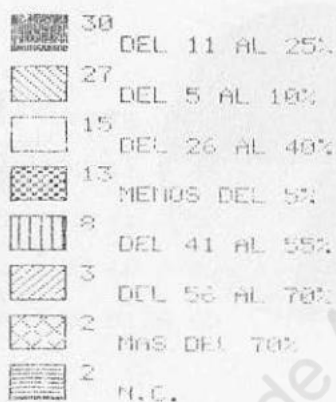 30
DEL 11 AL 25%
27
DEL 5 AL 10%
15
DEL 26 AL 40%
13
MENOS DEL 5%
8
DEL 41 AL 55%
3
DEL 56 AL 70%
2
MAS DEL 70%
2
N.C.
de